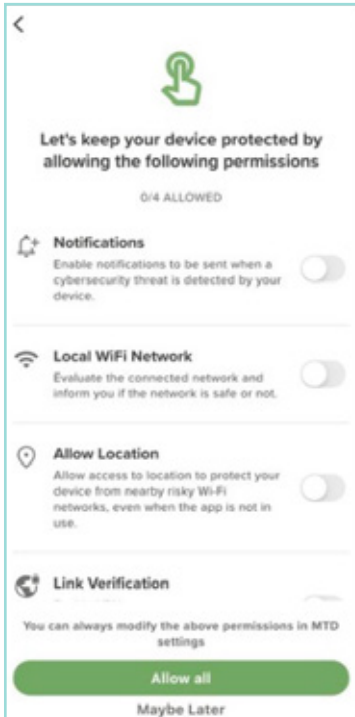 Let's keep your device protected by
allowing the following permissions
0/4 ALLOWED
Notifications
Enable notifications to be sent when a
cybersecurity threat is detected by your
device.
Local WiFi Network
Evaluate the connected network and
inform you if the network is safe or not.
Allow Location
Allow access to location to protect your
device from nearby risky Wi-Fi
networks, even when the app is not in
use.
Link Verification
You can always modify the above permissions in MTD
settings
Allow all
Maybe Later